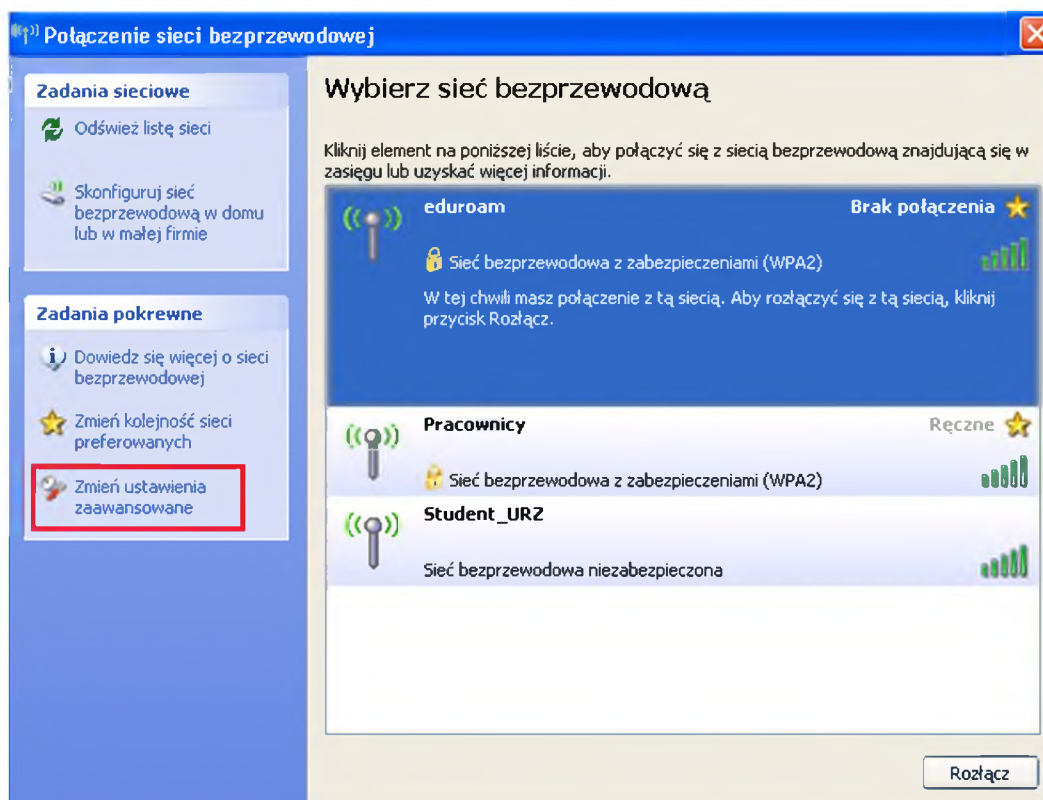 Połączenie sieci bezprzewodowej
Zadania sieciowe
Odśwież listę sieci
Skonfiguruj sieć
bezprzewodową w domu
lub w małej firmie
Zadania pokrewne
Dowiedz się więcej o sieci
bezprzewodowej
Zmień kolejność sieci
preferowanych
Zmień ustawienia
zaawansowane
Wybierz sieć bezprzewodową
Kliknij element na poniższej liście, aby połączyć się z siecią bezprzewodową znajdującą się w
zasięgu lub uzyskać więcej informacji.
eduroam Brak połączenia
Sieć bezprzewodowa z zabezpieczeniami (WPA2)
W tej chwili masz połączenie z tą siecią. Aby rozłączyć się z tą siecią, kliknij
przycisk Rozłącz.
Pracownicy Ręczne
Sieć bezprzewodowa z zabezpieczeniami (WPA2)
Student_URZ
Sieć bezprzewodowa niezabezpieczona
Rozłącz